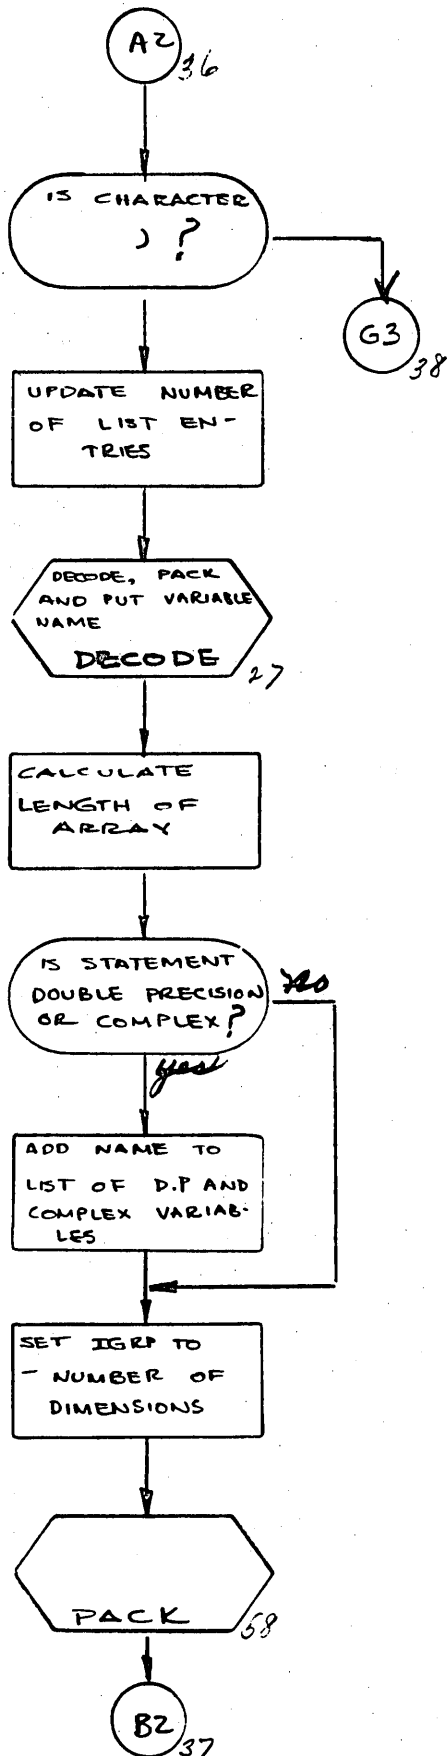 A2
36
IS CHARACTER
) ?
G3
38
UPDATE NUMBER
OF LIST EN-
TRIES
DECODE, PACK
AND PUT VARIABLE
NAME
DECODE
27
CALCULATE
LENGTH OF
ARRAY
IS STATEMENT
DOUBLE PRECISION
OR COMPLEX?
no
yes
ADD NAME TO
LIST OF D.P AND
COMPLEX VARIAB-
LES
SET IGRP TO
- NUMBER OF
DIMENSIONS
PACK
58
B2
37